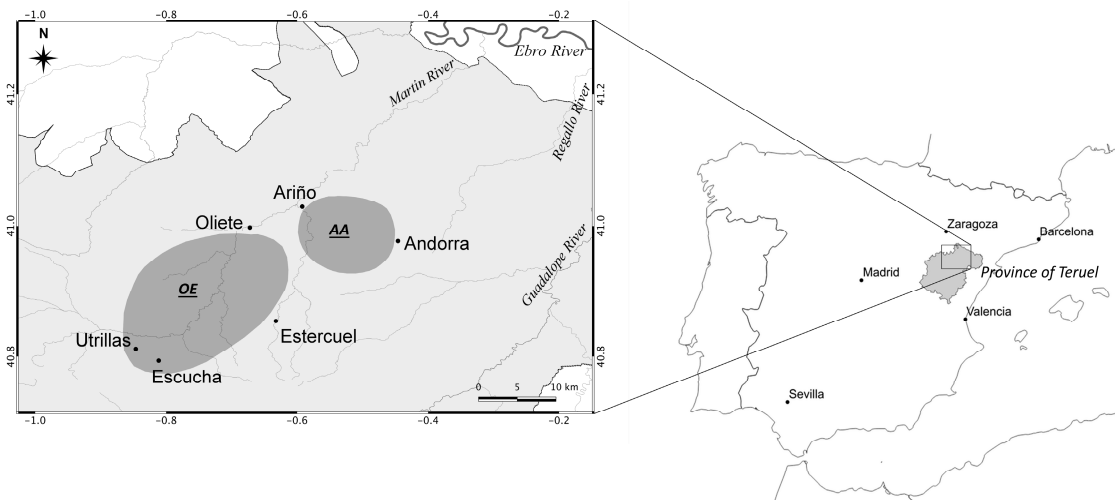 −1.0
−0.8
−0.6
−0.4
−0.2
N
Ebro River
Martin River
41.2
41.2
Regallo River
Ariño
Oliete
AA
Andorra
41.0
41.0
Guadalope River
OE
Estercuel
Utrillas
Escucha
40.8
40.8
0 5 10 km
−1.0
−0.8
−0.6
−0.4
−0.2
Zaragoza
Barcelona
Madrid
Province of Teruel
Valencia
Sevilla